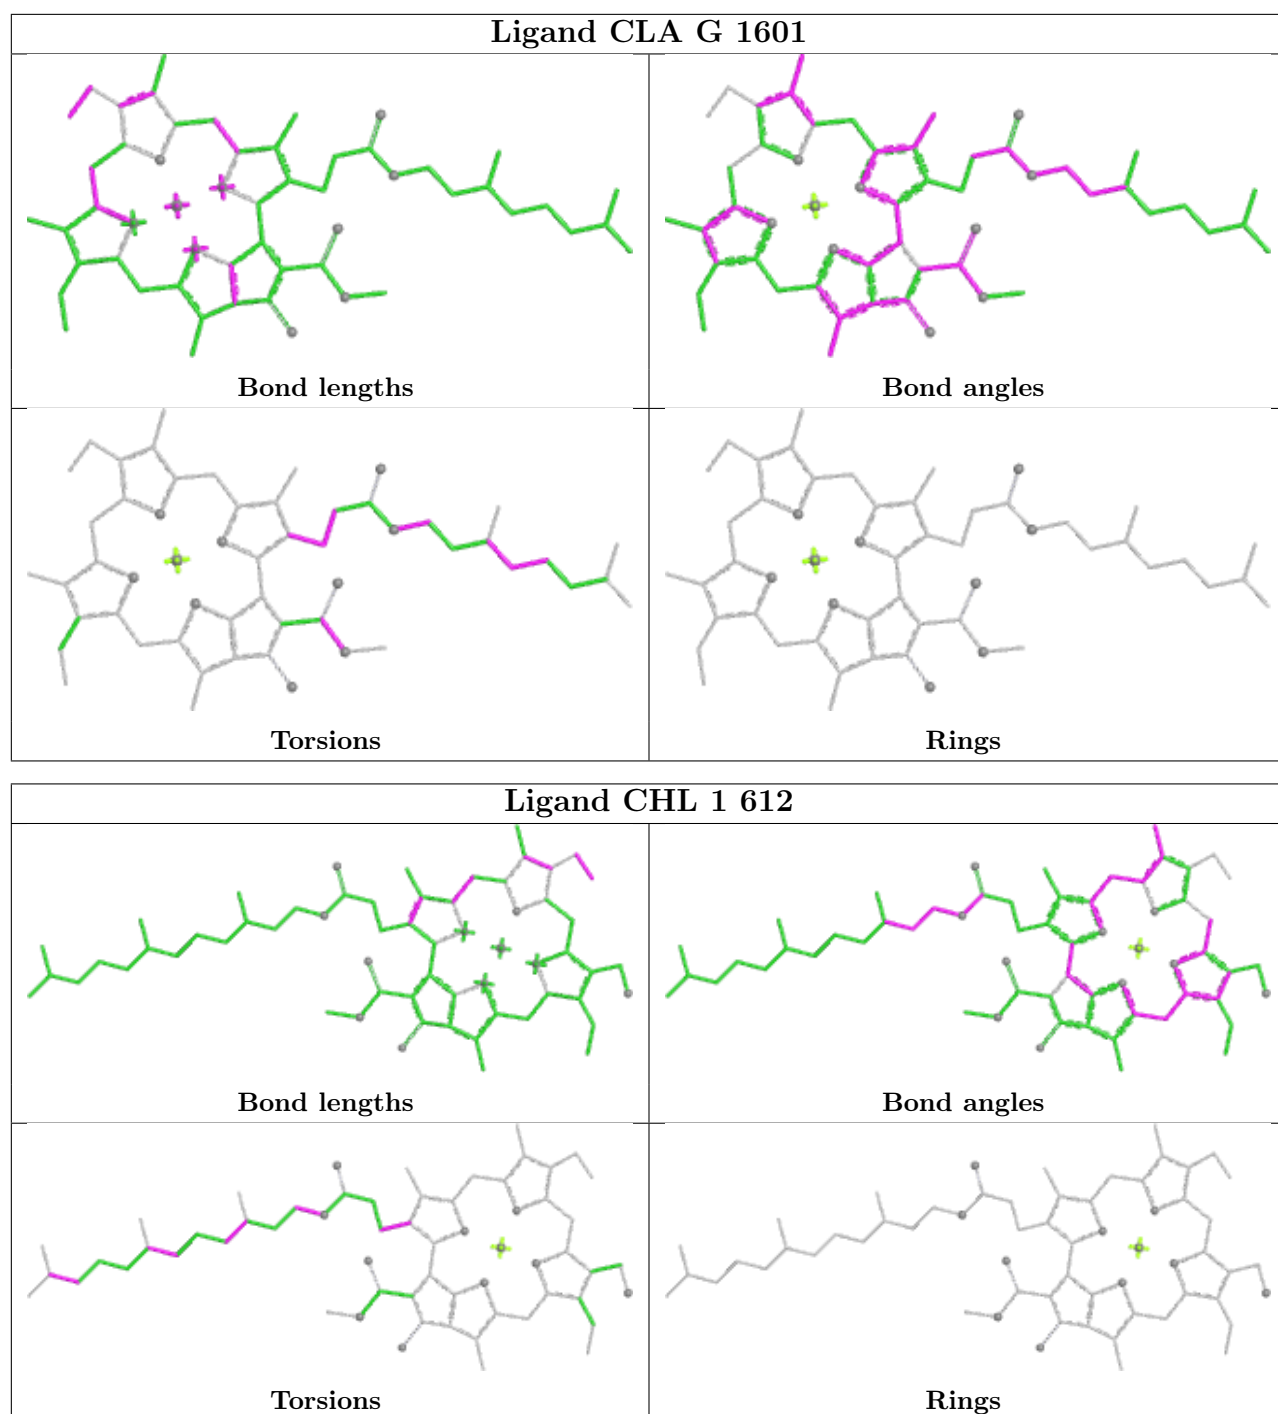 Ligand CLA G 1601
Bond lengths
Bond angles
Torsions
Rings
Ligand CHL 1 612
Bond lengths
Bond angles
Torsions
Rings